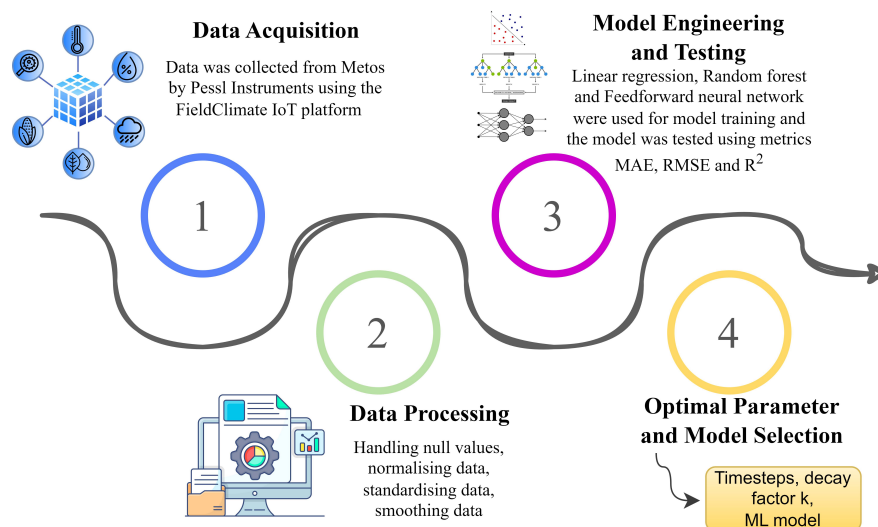 Data Acquisition
Data was collected from Metos
by Pessl Instruments using the
FieldClimate IoT platform
%
1
2
Data Processing
Handling null values,
normalising data,
standardising data,
smoothing data
Model Engineering
and Testing
Linear regression, Random forest
and Feedforward neural network
were used for model training and
the model was tested using metrics
MAE, RMSE and R²
3
4
Optimal Parameter
and Model Selection
Timesteps, decay
factor k,
ML model